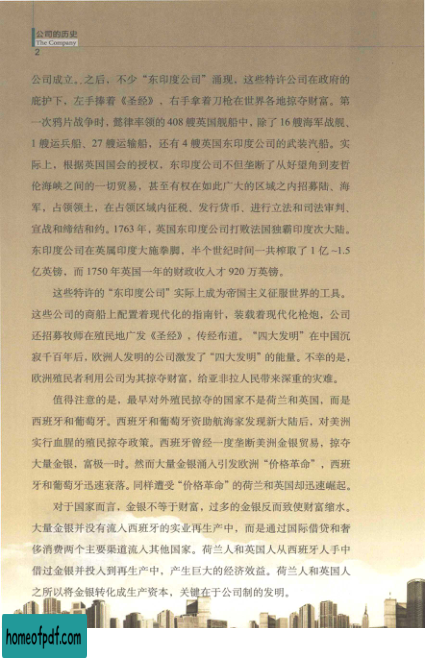 公司的历史
The Company
2
公司成立。之后，不少“东印度公司”涌现，这些特许公司在政府的
庇护下，左手捧着《圣经》，右手拿着刀枪在世界各地掠夺财富。第
一次鸦片战争时，懿律率领的408艘英国舰船中，除了16艘海军战舰、
1艘运兵船、27艘运输船，还有4艘英国东印度公司的武装汽船。实
际上，根据英国国会的授权，东印度公司不但垄断了从好望角到麦哲
伦海峡之间的一切贸易，甚至有权在如此广大的区域之内招募陆、海
军，占领领土，在占领区域内征税、发行货币、进行立法和司法审判、
宣战和缔结和约。1763年，英国东印度公司打败法国独霸印度次大陆。
东印度公司在英属印度大施拳脚，半个世纪时间一共榨取了1亿~1.5
亿英镑，而1750年英国一年的财政收入才920万英镑。
这些特许的“东印度公司”实际上成为帝国主义征服世界的工具。
这些公司的商船上配置着现代化的指南针，装载着现代化枪炮，公司
还招募牧师在殖民地广发《圣经》，传经布道。“四大发明”在中国沉
寂千百年后，欧洲人发明的公司激发了“四大发明”的能量。不幸的是，
欧洲殖民者利用公司为其掠夺财富，给亚非拉人民带来深重的灾难。
值得注意的是，最早对外殖民掠夺的国家不是荷兰和英国，而是
西班牙和葡萄牙。西班牙和葡萄牙资助航海家发现新大陆后，对美洲
实行血腥的殖民掠夺政策。西班牙曾经一度垄断美洲金银贸易，掠夺
大量金银，富极一时。然而大量金银涌入引发欧洲“价格革命”，西班
牙和葡萄牙迅速衰落。同样遭受“价格革命”的荷兰和英国却迅速崛起。
对于国家而言，金银不等于财富，过多的金银反而致使财富缩水。
大量金银并没有流入西班牙的实业再生产中，而是通过国际借贷和奢
侈消费两个主要渠道流入其他国家。荷兰人和英国人从西班牙人手中
借过金银并投入到再生产中，产生巨大的经济效益。荷兰人和英国人
之所以将金银转化成生产资本，关键在于公司制的发明。
homeofpdf.com